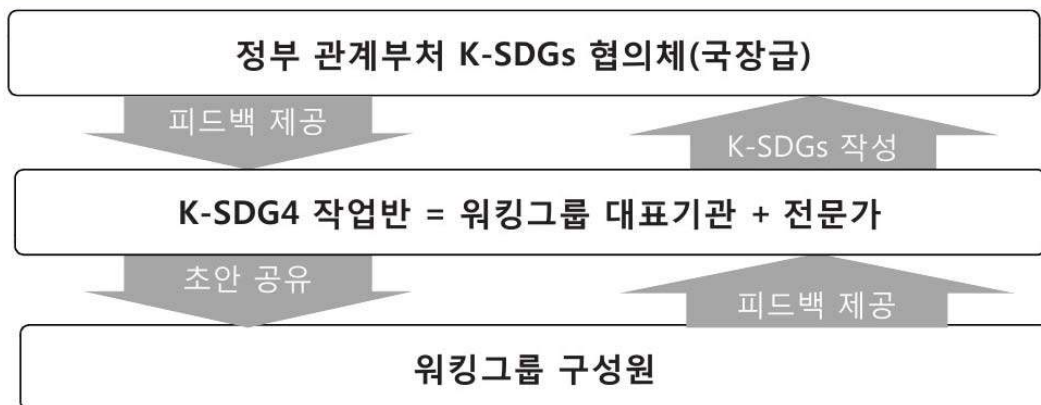 정부 관계부처 K-SDGs 협의체(국장급)
피드백 제공
K-SDGs 작성
K-SDG4 작업반 = 워킹그룹 대표기관 + 전문가
초안 공유
피드백 제공
워킹그룹 구성원